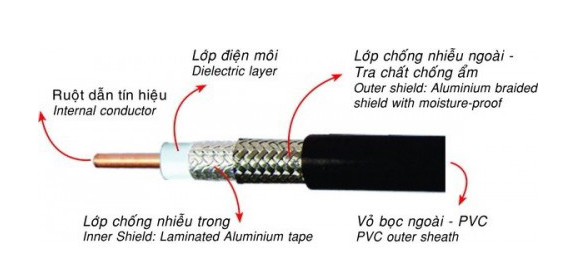 Lớp điện môi
Dielectric layer
Lớp chống nhiễu ngoài -
Tra chất chống ẩm
Outer shield: Aluminium braided
shield with moisture-proof
Ruột dẫn tín hiệu
Internal conductor
Lớp chống nhiễu trong
Inner Shield: Laminated Aluminium tape
Vỏ bọc ngoài - PVC
PVC outer sheath